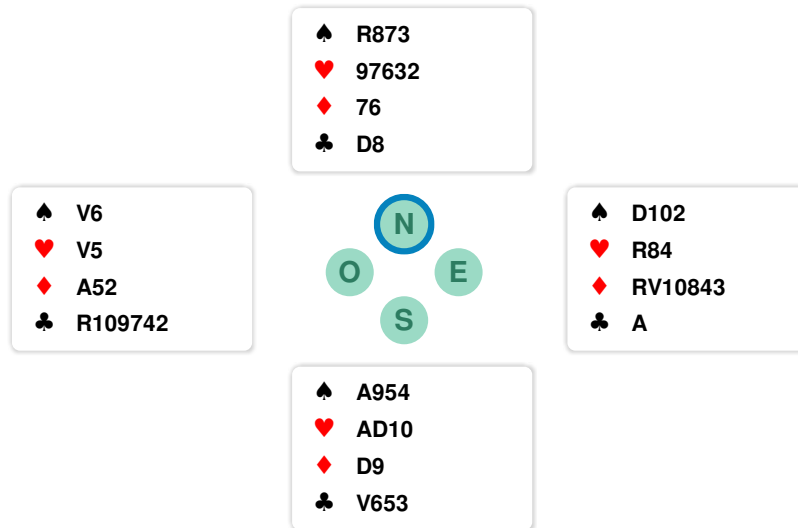 ♠ R873
♥ 97632
♦ 76
♣ D8
♠ V6
♥ V5
♦ A52
♣ R109742
N
O E
S
♠ D102
♥ R84
♦ RV10843
♣ A
♠ A954
♥ AD10
♦ D9
♣ V653